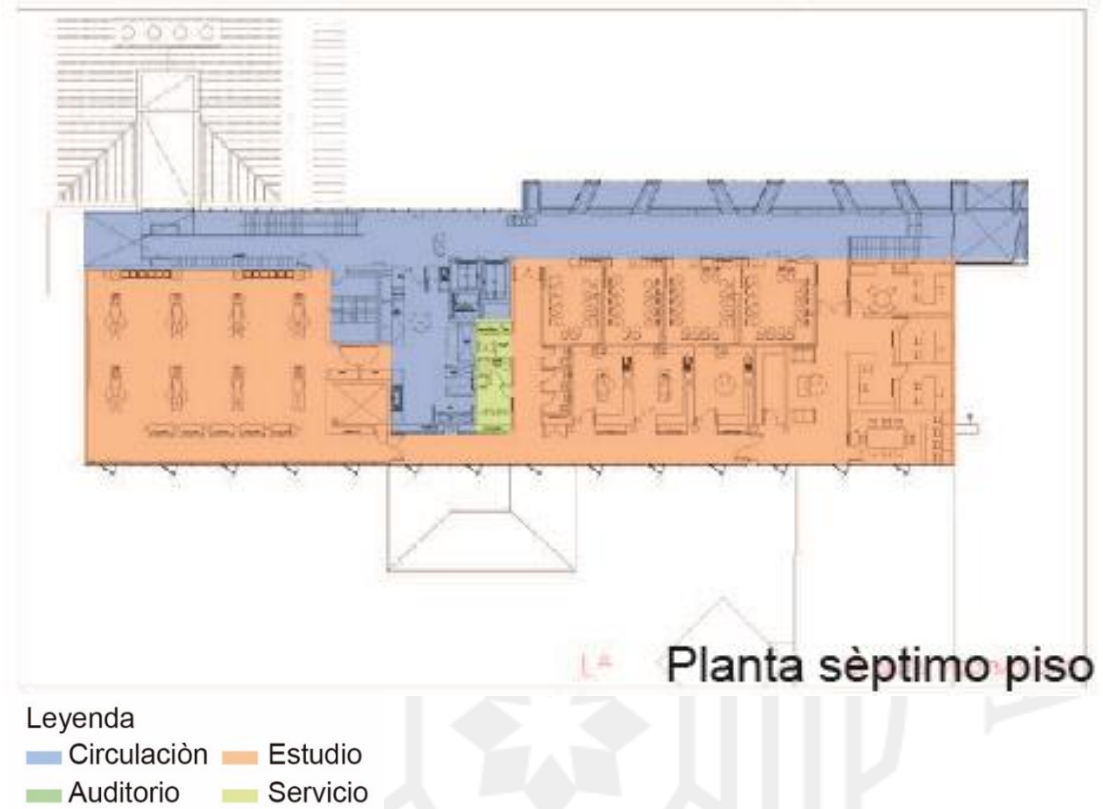 Planta sèptimo piso
Leyenda
Circulaciòn Estudio
Auditorio Servicio